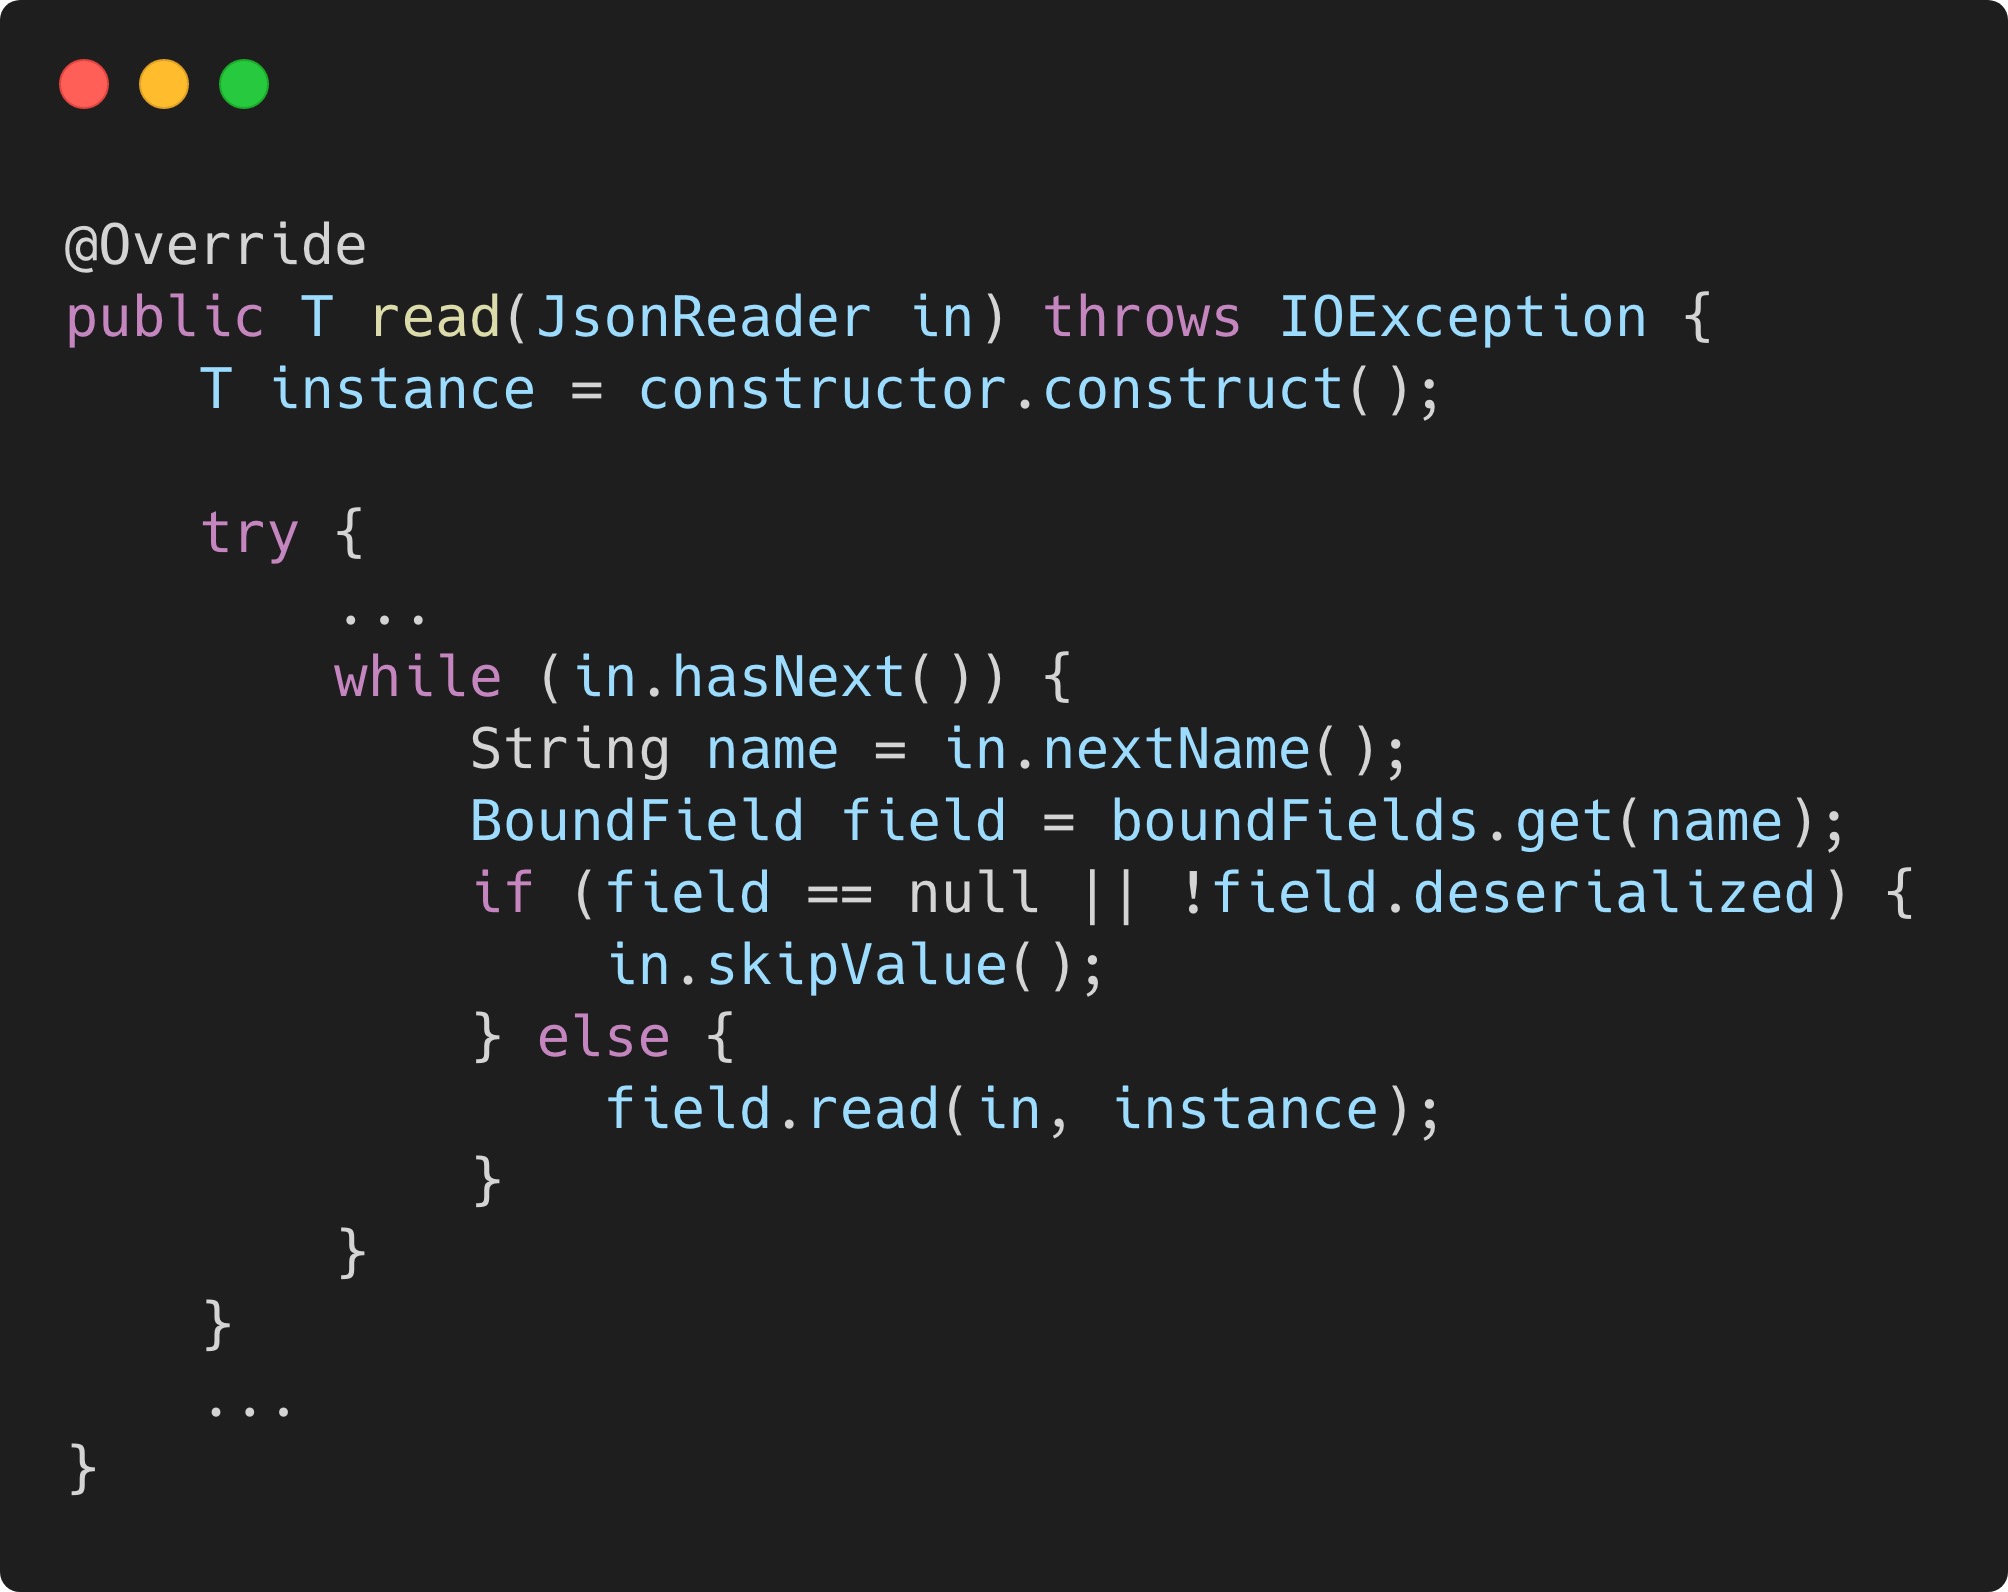 @Override
public T read(JsonReader in) throws IOException {
    T instance = constructor.construct();

    try {
        ...
        while (in.hasNext()) {
            String name = in.nextName();
            BoundField field = boundFields.get(name);
            if (field == null || !field.deserialized) {
                in.skipValue();
            } else {
                field.read(in, instance);
            }
        }
    }
    ...
}